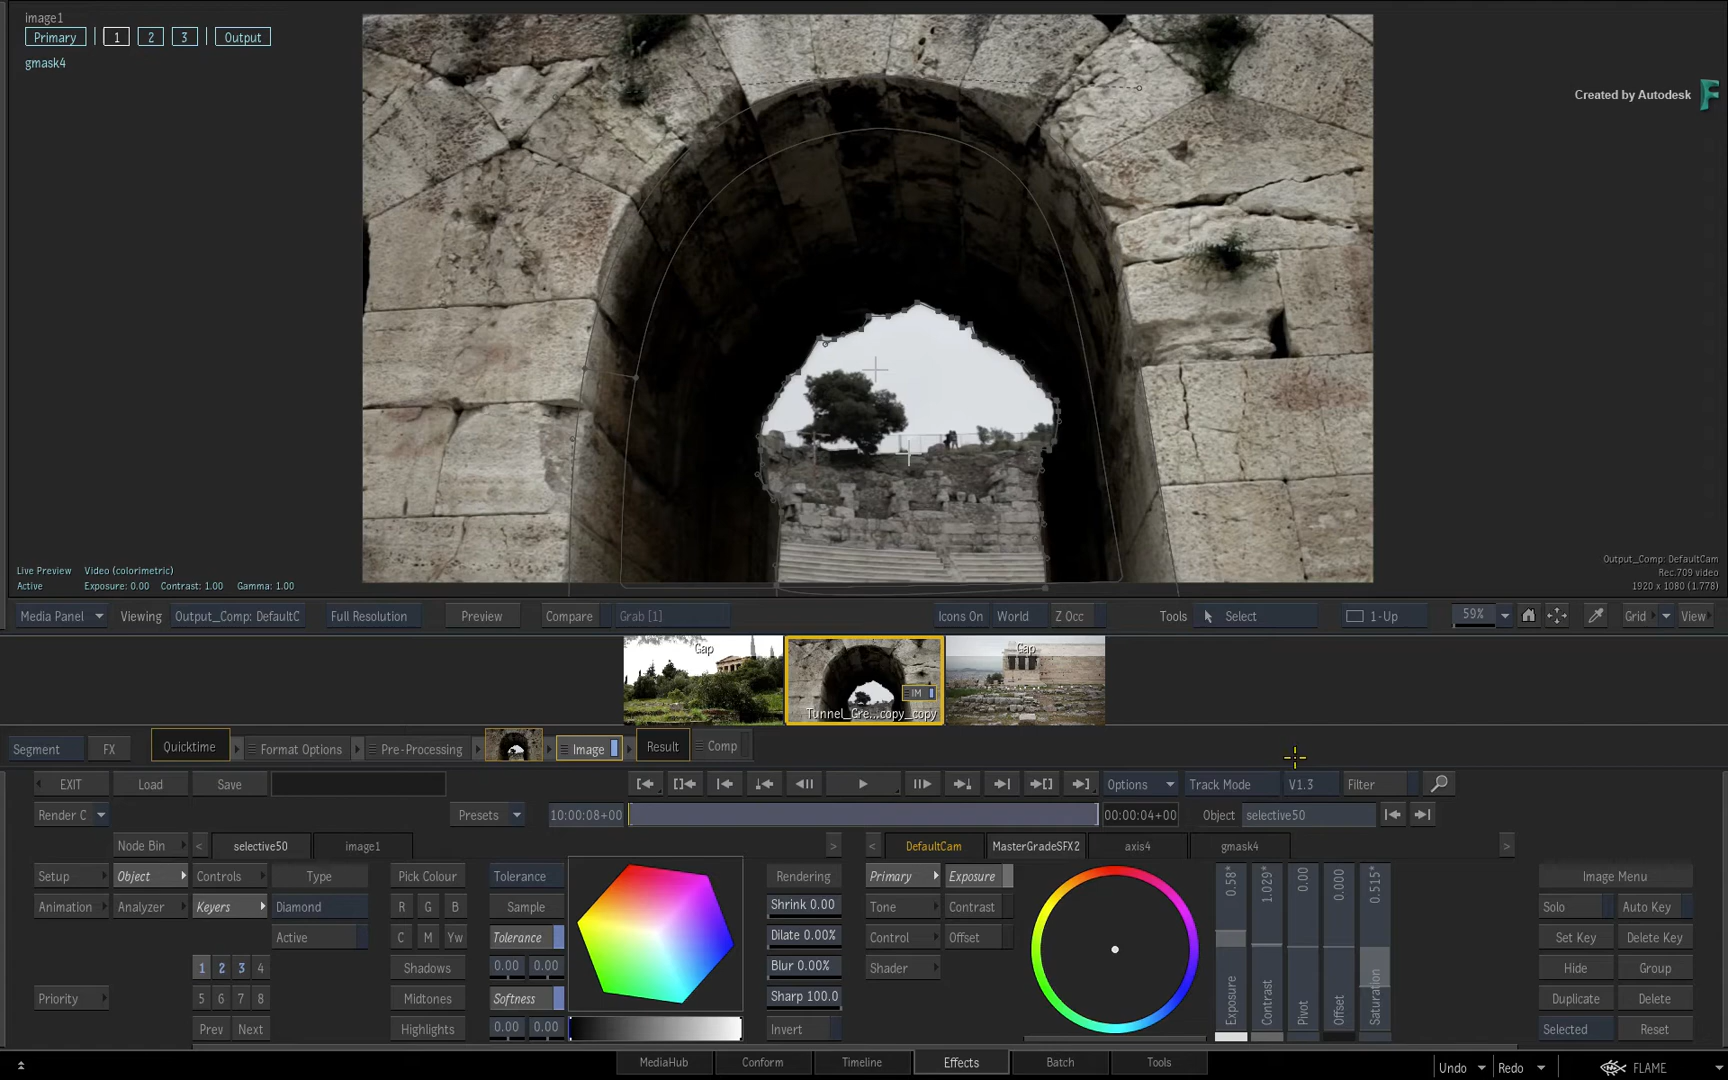 image1
Primary 1 2 3 Output
gmask4
Created by Autodesk
Live Preview Video (colorimetric)
Active Exposure: 0.00 Contrast: 1.00 Gamma: 1.00
Output_Comp: DefaultCam
Rec.709 video
1920 x 1080 (1.778)
Media Panel Viewing Output_Comp: DefaultC Full Resolution Preview Compare Grab [1] Icons On World Z Occ Tools Select 1-Up 59% Grid View
Gap Gap
IM
Tunnel_Gre...copy_copy
Segment FX Quicktime Format Options Pre-Processing Image Result Comp
EXIT Load Save Options Track Mode V1.3 Filter
Render C Presets 10:00:08+00 00:00:04+00 Object selective50
Node Bin < selective50 image1 > < DefaultCam MasterGradeSFX2 axis4 gmask4 >
Setup Object Controls Type Pick Colour Tolerance Rendering Primary Exposure Image Menu
Animation Analyzer Keyers Diamond R G B Sample Shrink 0.00 Tone Contrast Solo Auto Key
Active C M Yw Tolerance Dilate 0.00% Control Offset Set Key Delete Key
1 2 3 4 Shadows 0.00 0.00 Blur 0.00% Shader Hide Group
Priority 5 6 7 8 Midtones Softness Sharp 100.0 Duplicate Delete
Prev Next Highlights 0.00 0.00 Invert Selected Reset
Exposure 0.58*
Contrast 1.029*
Pivot 0.00
Offset 0.000
Saturation 0.515*
MediaHub Conform Timeline Effects Batch Tools Undo Redo FLAME